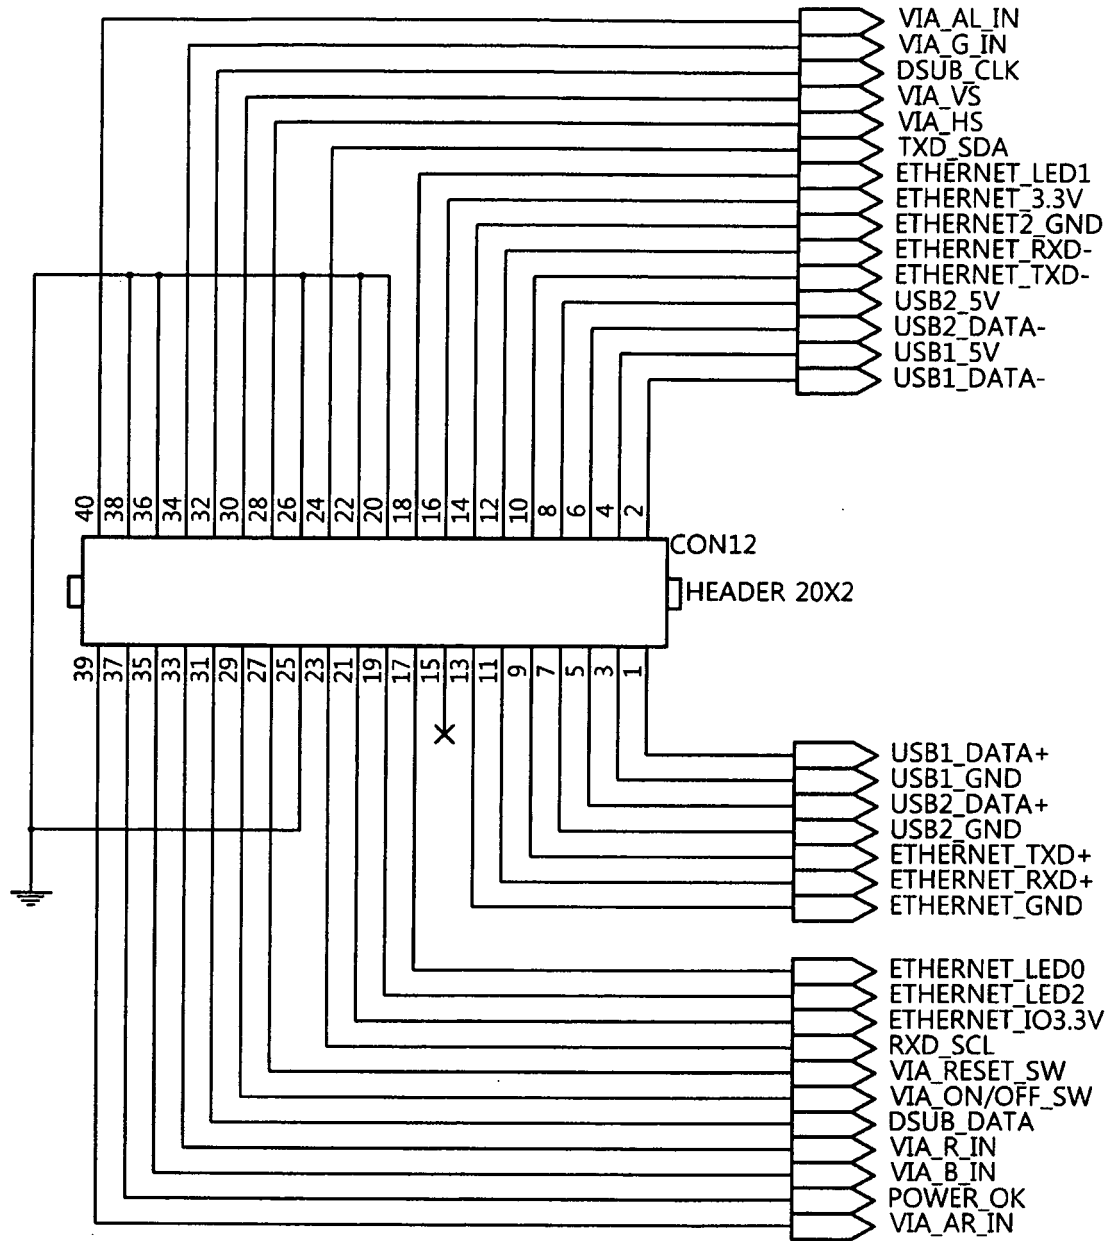 VIA_AL_IN
VIA_G_IN
DSUB_CLK
VIA_VS
VIA_HS
TXD_SDA
ETHERNET_LED1
ETHERNET_3.3V
ETHERNET2_GND
ETHERNET_RXD-
ETHERNET_TXD-
USB2_5V
USB2_DATA-
USB1_5V
USB1_DATA-
40 38 36 34 32 30 28 26 24 22 20 18 16 14 12 10 8 6 4 2
CON12
HEADER 20X2
39 37 35 33 31 29 27 25 23 21 19 17 15 13 11 9 7 5 3 1
USB1_DATA+
USB1_GND
USB2_DATA+
USB2_GND
ETHERNET_TXD+
ETHERNET_RXD+
ETHERNET_GND
ETHERNET_LED0
ETHERNET_LED2
ETHERNET_IO3.3V
RXD_SCL
VIA_RESET_SW
VIA_ON/OFF_SW
DSUB_DATA
VIA_R_IN
VIA_B_IN
POWER_OK
VIA_AR_IN